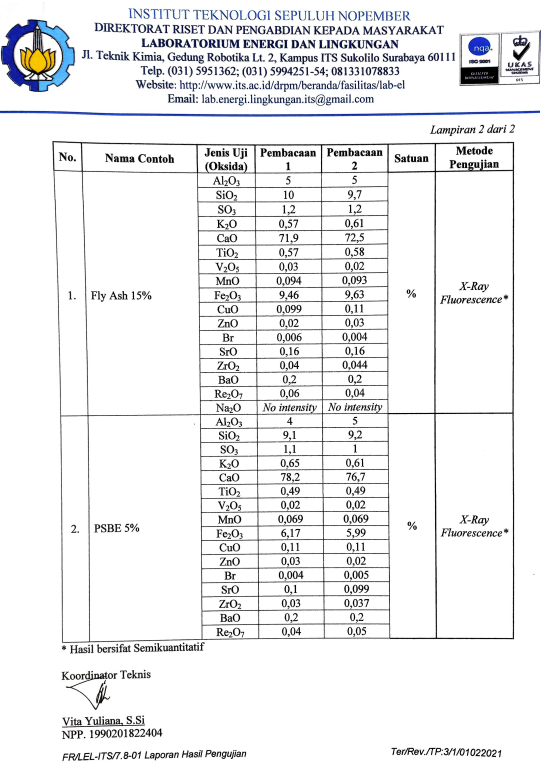 INSTITUT TEKNOLOGI SEPULUH NOPEMBER
DIREKTORAT RISET DAN PENGABDIAN KEPADA MASYARAKAT
LABORATORIUM ENERGI DAN LINGKUNGAN
Jl. Teknik Kimia, Gedung Robotika Lt. 2, Kampus ITS Sukolilo Surabaya 60111
Telp. (031) 5951362; (031) 5994251-54; 081331078833
Website: http://www.its.ac.id/drpm/beranda/fasilitas/lab-el
Email: lab.energi.lingkungan.its@gmail.com
nqa.
ISO 9001
UKAS
MANAGEMENT
SYSTEMS
Lampiran 2 dari 2
No. Nama Contoh Jenis Uji (Oksida) Pembacaan 1 Pembacaan 2 Satuan Metode Pengujian
1. Fly Ash 15% % X-Ray Fluorescence*
Al₂O₃ 5 5
SiO₂ 10 9,7
SO₃ 1,2 1,2
K₂O 0,57 0,61
CaO 71,9 72,5
TiO₂ 0,57 0,58
V₂O₅ 0,03 0,02
MnO 0,094 0,093
Fe₂O₃ 9,46 9,63
CuO 0,099 0,11
ZnO 0,02 0,03
Br 0,006 0,004
SrO 0,16 0,16
ZrO₂ 0,04 0,044
BaO 0,2 0,2
Re₂O₇ 0,06 0,04
Na₂O No intensity No intensity
2. PSBE 5% % X-Ray Fluorescence*
Al₂O₃ 4 5
SiO₂ 9,1 9,2
SO₃ 1,1 1
K₂O 0,65 0,61
CaO 78,2 76,7
TiO₂ 0,49 0,49
V₂O₅ 0,02 0,02
MnO 0,069 0,069
Fe₂O₃ 6,17 5,99
CuO 0,11 0,11
ZnO 0,03 0,02
Br 0,004 0,005
SrO 0,1 0,099
ZrO₂ 0,03 0,037
BaO 0,2 0,2
Re₂O₇ 0,04 0,05
* Hasil bersifat Semikuantitatif
Koordinator Teknis
Vita Yuliana, S.Si
NPP. 1990201822404
FR/LEL-ITS/7.8-01 Laporan Hasil Pengujian
Ter/Rev./TP:3/1/01022021